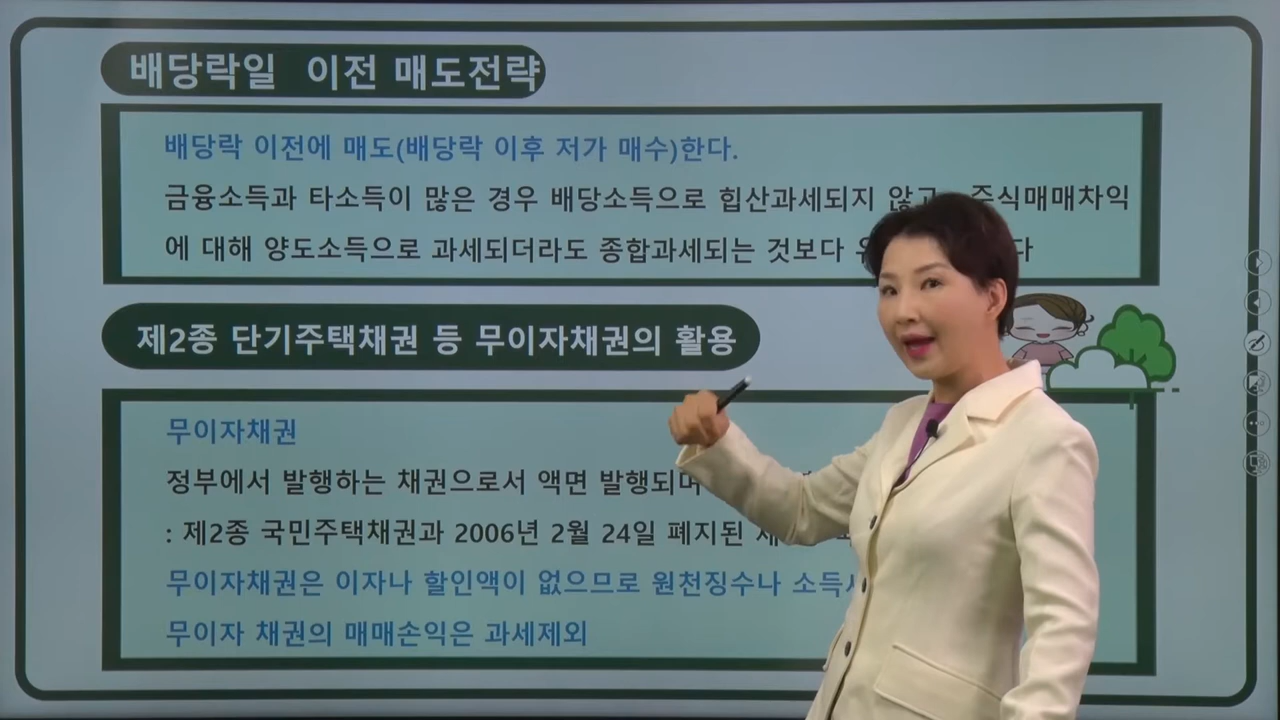 배당락일 이전 매도전략
배당락 이전에 매도(배당락 이후 저가 매수)한다.
금융소득과 타소득이 많은 경우 배당소득으로 힙산과세되지 않고 주식매매차익
에 대해 양도소득으로 과세되더라도 종합과세되는 것보다
제2종 단기주택채권 등 무이자채권의 활용
무이자채권
정부에서 발행하는 채권으로서 액면 발행되며
: 제2종 국민주택채권과 2006년 2월 24일 폐지된
무이자채권은 이자나 할인액이 없으므로 원천징수나
무이자 채권의 매매손익은 과세제외